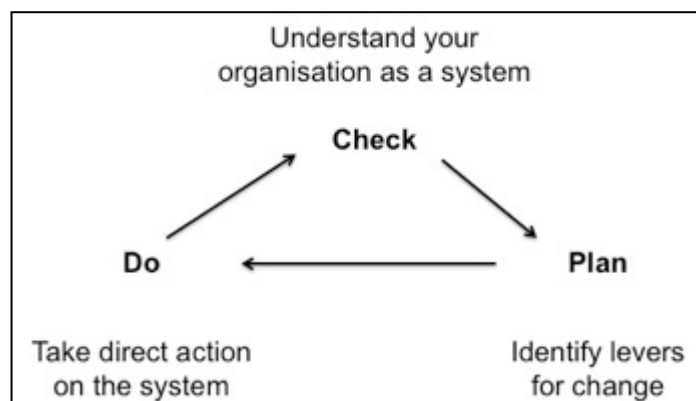 Understand your
organisation as a system
Check
Do
Plan
Take direct action
on the system
Identify levers
for change